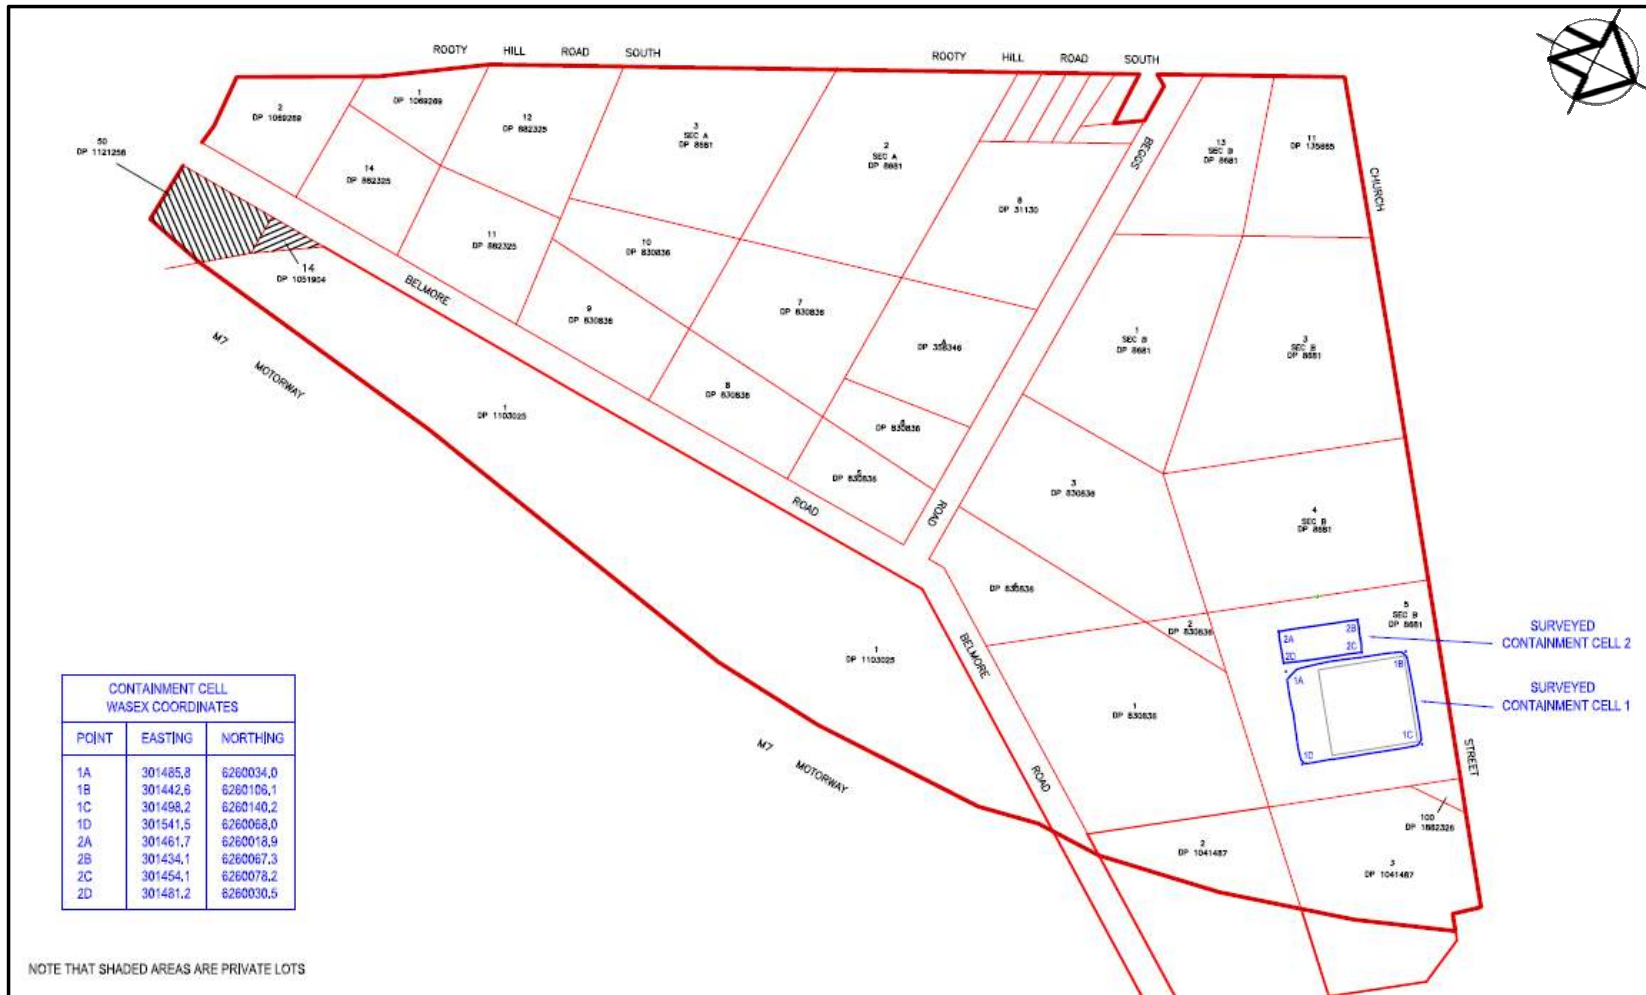 ROOTY HILL ROAD SOUTH
ROOTY HILL ROAD SOUTH
2
DP 1069269
1
DP 1069269
12
DP 882325
3
SEC A
DP 8681
2
SEC A
DP 8681
13
SEC B
DP 8681
11
DP 135665
50
DP 1121256
14
DP 882325
BEGGS
CHURCH
8
DP 31130
11
DP 882325
10
DP 830836
14
DP 1051904
BELMORE
9
DP 830836
7
DP 830836
A
DP 358346
1
SEC B
DP 8681
3
SEC B
DP 8681
M7
MOTORWAY
1
DP 1103025
8
DP 830836
DP 830836
DP 830836
ROAD
ROAD
3
DP 830836
4
SEC B
DP 8681
DP 830836
2
DP 830836
5
SEC B
DP 8681
BELMORE
1
DP 1103025
2A
2B
2C
2D
SURVEYED
CONTAINMENT CELL 2
1A
1B
1C
1D
SURVEYED
CONTAINMENT CELL 1
1
DP 830836
M7
MOTORWAY
ROAD
STREET
100
DP 1882326
2
DP 1041487
3
DP 1041487
CONTAINMENT CELL
WASEX COORDINATES
POINT EASTING NORTHING
1A 301485,8 6260034,0
1B 301442,6 6260106,1
1C 301498,2 6260140,2
1D 301541,5 6260068,0
2A 301461,7 6260018,9
2B 301434,1 6260067,3
2C 301454,1 6260078,2
2D 301481,2 6260030,5
NOTE THAT SHADED AREAS ARE PRIVATE LOTS